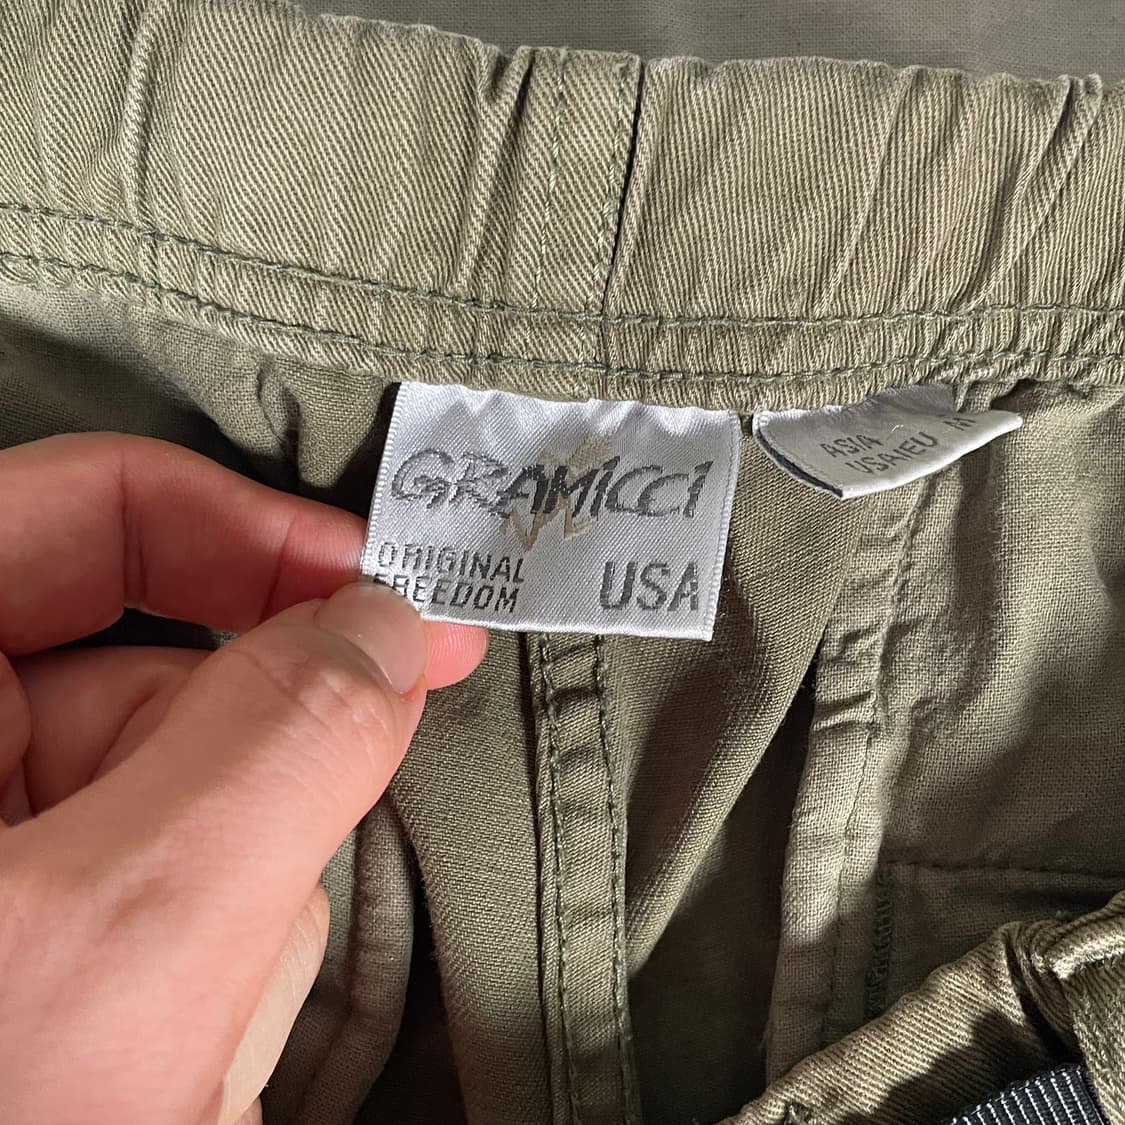 GRAMICCI
ORIGINAL
FREEDOM
USA
ASIA
USA/EU M